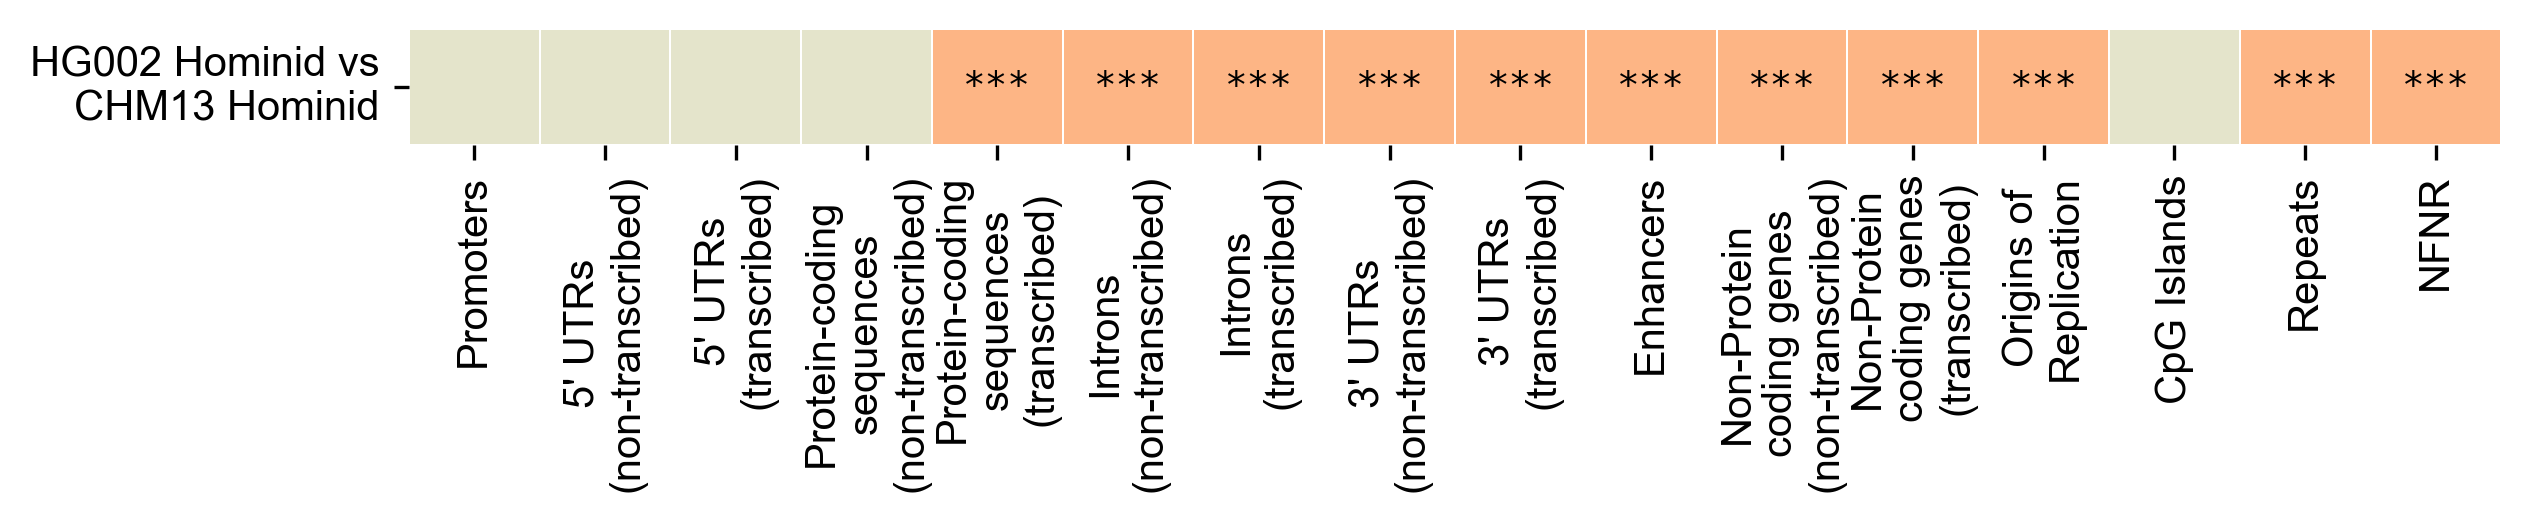 HG002 Hominid vs
CHM13 Hominid
***
***
***
***
***
***
***
***
***
***
***
Promoters
5' UTRs
(non-transcribed)
5' UTRs
(transcribed)
Protein-coding
sequences
(non-transcribed)
Protein-coding
sequences
(transcribed)
Introns
(non-transcribed)
Introns
(transcribed)
3' UTRs
(non-transcribed)
3' UTRs
(transcribed)
Enhancers
Non-Protein
coding genes
(non-transcribed)
Non-Protein
coding genes
(transcribed)
Origins of
Replication
CpG Islands
Repeats
NFNR